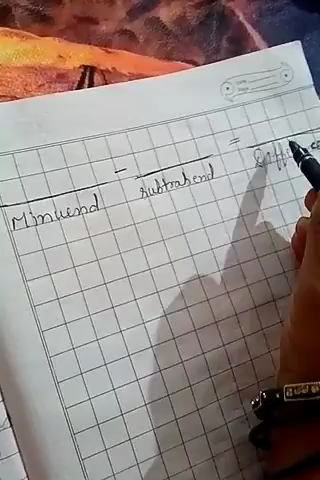 — - — = —
Minuend subtrahend